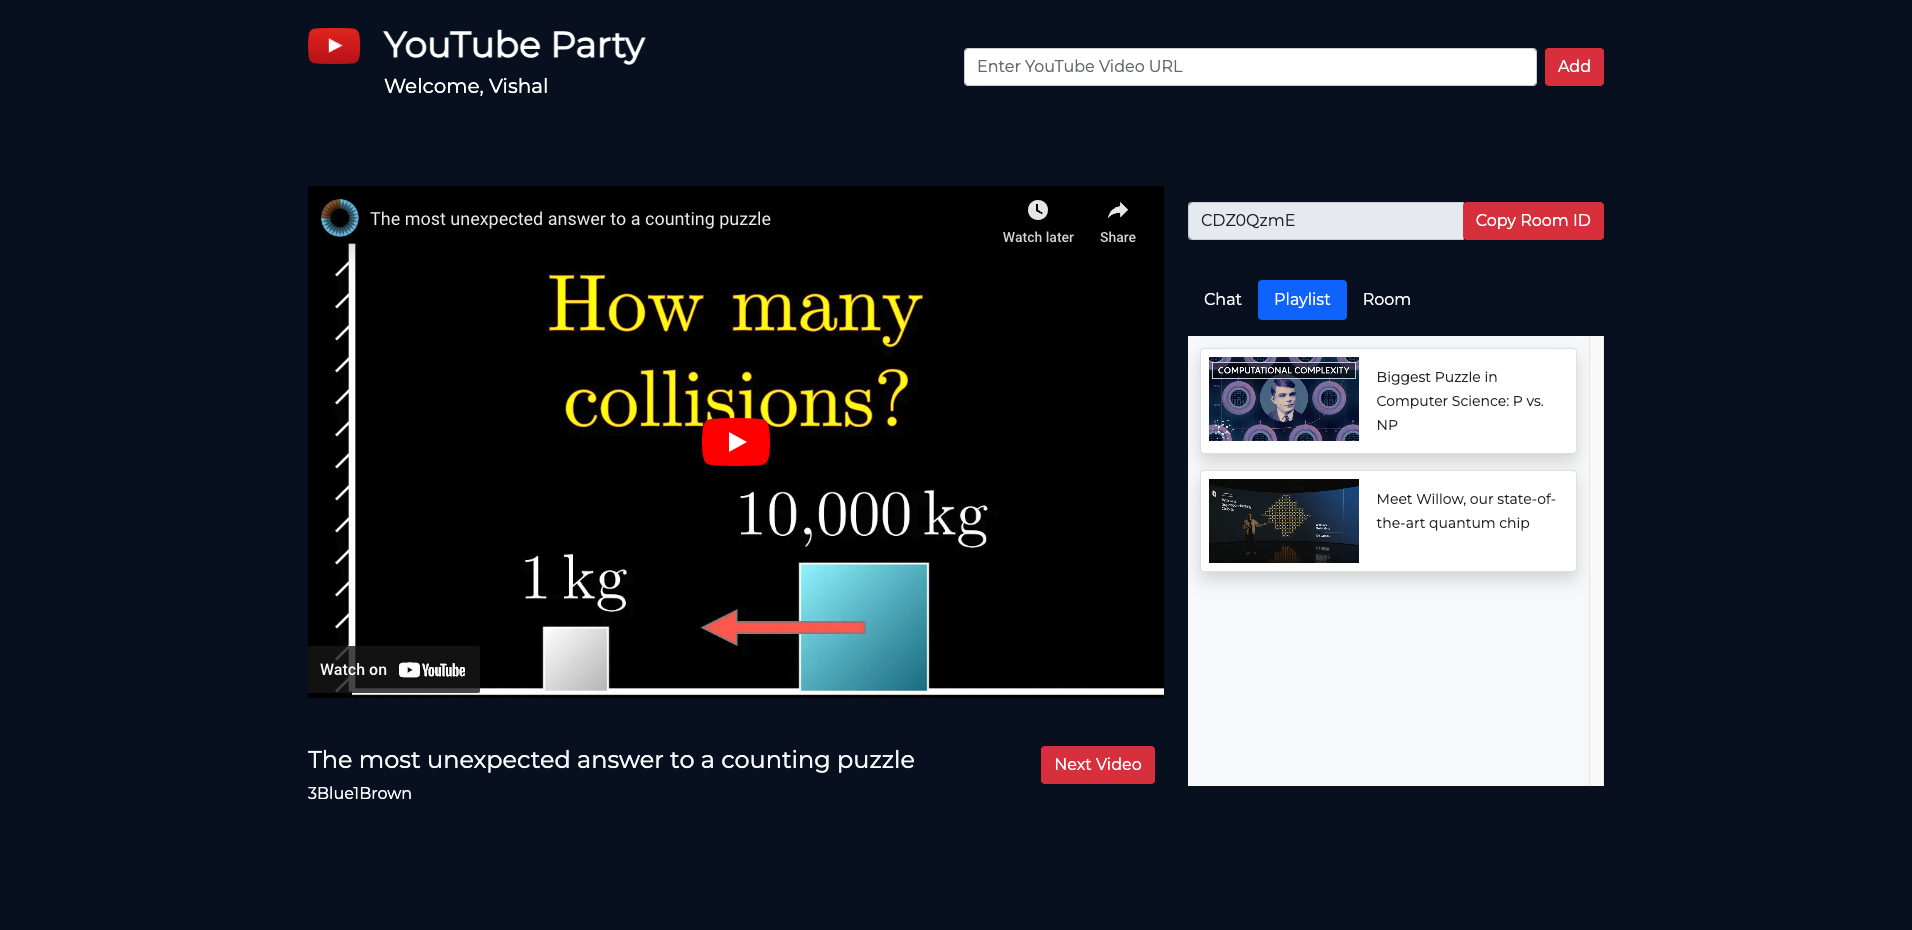 YouTube Party
Welcome, Vishal
Enter YouTube Video URL
Add
The most unexpected answer to a counting puzzle
Watch later
Share
How many
collisions?
10,000 kg
1 kg
Watch on YouTube
The most unexpected answer to a counting puzzle
3Blue1Brown
Next Video
CDZ0QzmE
Copy Room ID
Chat
Playlist
Room
COMPUTATIONAL COMPLEXITY
Biggest Puzzle in
Computer Science: P vs.
NP
Meet Willow, our state-of-
the-art quantum chip